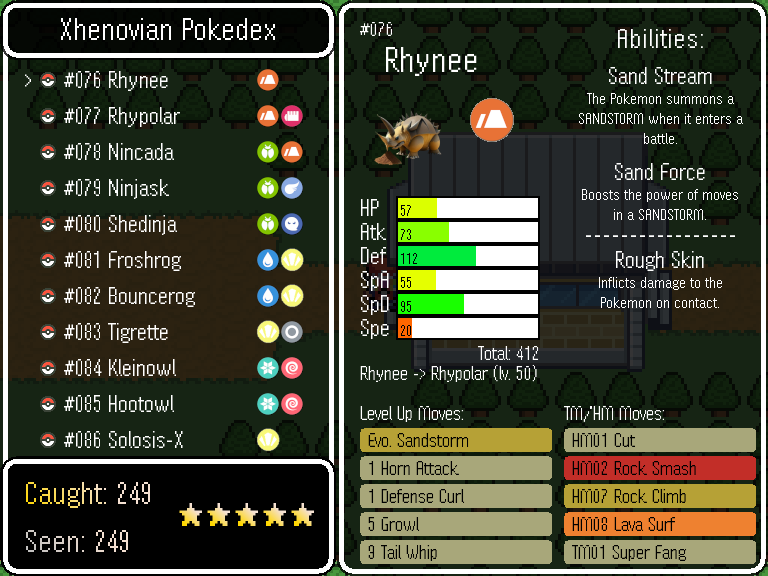 Xhenovian Pokedex
> #076 Rhynee
#077 Rhypolar
#078 Nincada
#079 Ninjask
#080 Shedinja
#081 Froshrog
#082 Bouncerog
#083 Tigrette
#084 Kleinowl
#085 Hootowl
#086 Solosis-X
Caught: 249
Seen: 249
#076
Rhynee
HP 57
Atk 73
Def 112
SpA 55
SpD 95
Spe 20
Total: 412
Rhynee -> Rhypolar (lv. 50)
Abilities:
Sand Stream
The Pokemon summons a
SANDSTORM when it enters a
battle.
Sand Force
Boosts the power of moves
in a SANDSTORM.
-----------------
Rough Skin
Inflicts damage to the
Pokemon on contact.
Level Up Moves:
Evo. Sandstorm
1 Horn Attack
1 Defense Curl
5 Growl
9 Tail Whip
TM/HM Moves:
HM01 Cut
HM02 Rock Smash
HM07 Rock Climb
HM08 Lava Surf
TM01 Super Fang